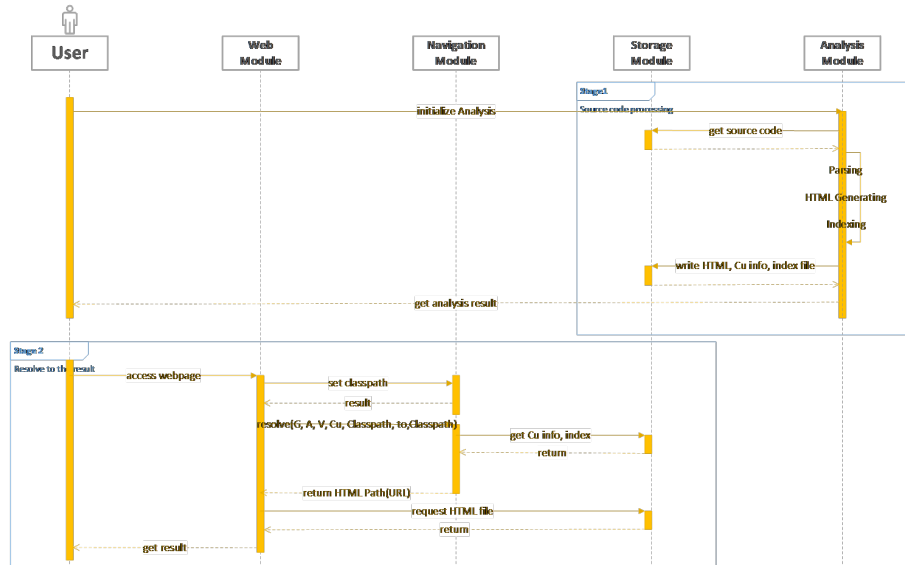 User
Web
Module
Navigation
Module
Storage
Module
Analysis
Module
Stage1
Source code processing
initialize Analysis
get source code
Parsing
HTML Generating
Indexing
write HTML, Cu info, index file
get analysis result
Stage 2
Resolve to the result
access webpage
set classpath
result
resolve(G, A, V, Cu, Classpath, to,Classpath)
get Cu info, index
return
return HTML Path(URL)
request HTML file
return
get result